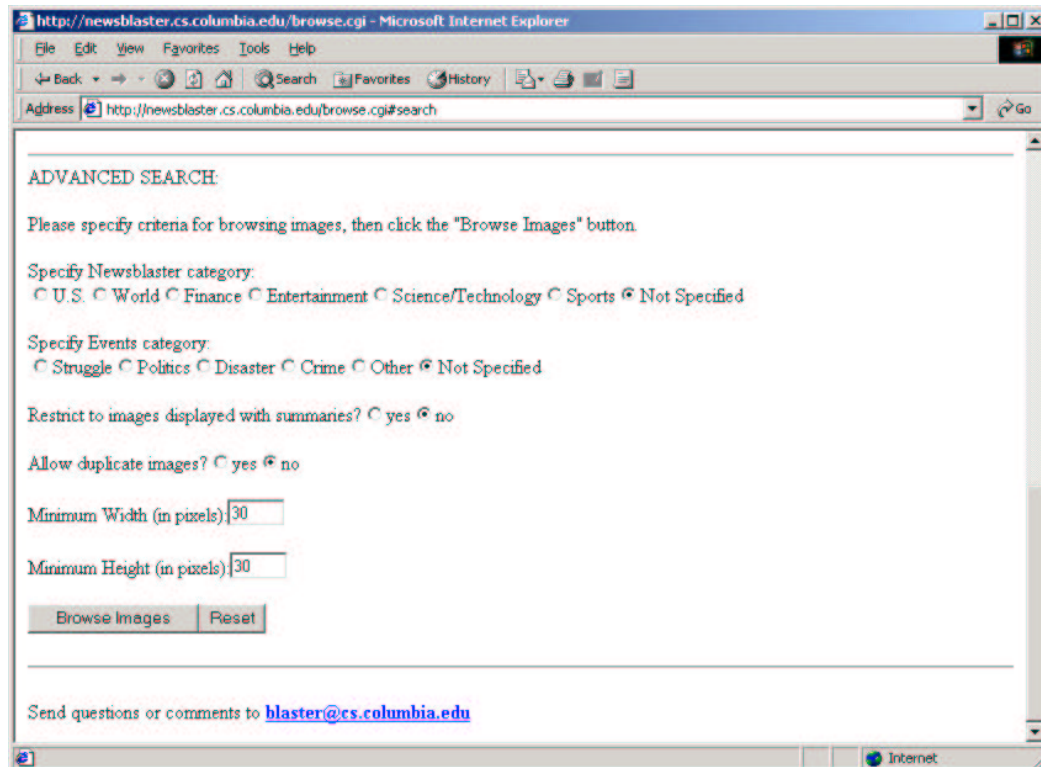 http://newsblaster.cs.columbia.edu/browse.cgi - Microsoft Internet Explorer
File Edit View Favorites Tools Help
Back Search Favorites History
Address http://newsblaster.cs.columbia.edu/browse.cgi#search Go
ADVANCED SEARCH:
Please specify criteria for browsing images, then click the "Browse Images" button.
Specify Newsblaster category:
U.S. World Finance Entertainment Science/Technology Sports Not Specified
Specify Events category:
Struggle Politics Disaster Crime Other Not Specified
Restrict to images displayed with summaries? yes no
Allow duplicate images? yes no
Minimum Width (in pixels): 30
Minimum Height (in pixels): 30
Browse Images Reset
Send questions or comments to blaster@cs.columbia.edu
Internet